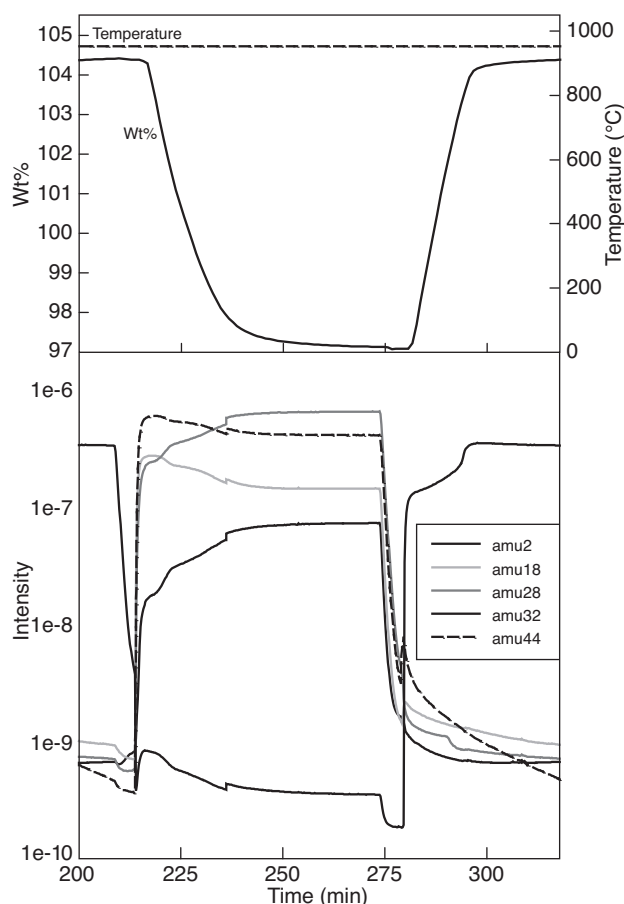 Temperature
Wt%
105
104
103
102
101
100
99
98
97
Wt%
1000
800
600
400
200
0
Temperature (°C)
1e-6
1e-7
1e-8
1e-9
1e-10
Intensity
amu2
amu18
amu28
amu32
amu44
200
225
250
275
300
Time (min)